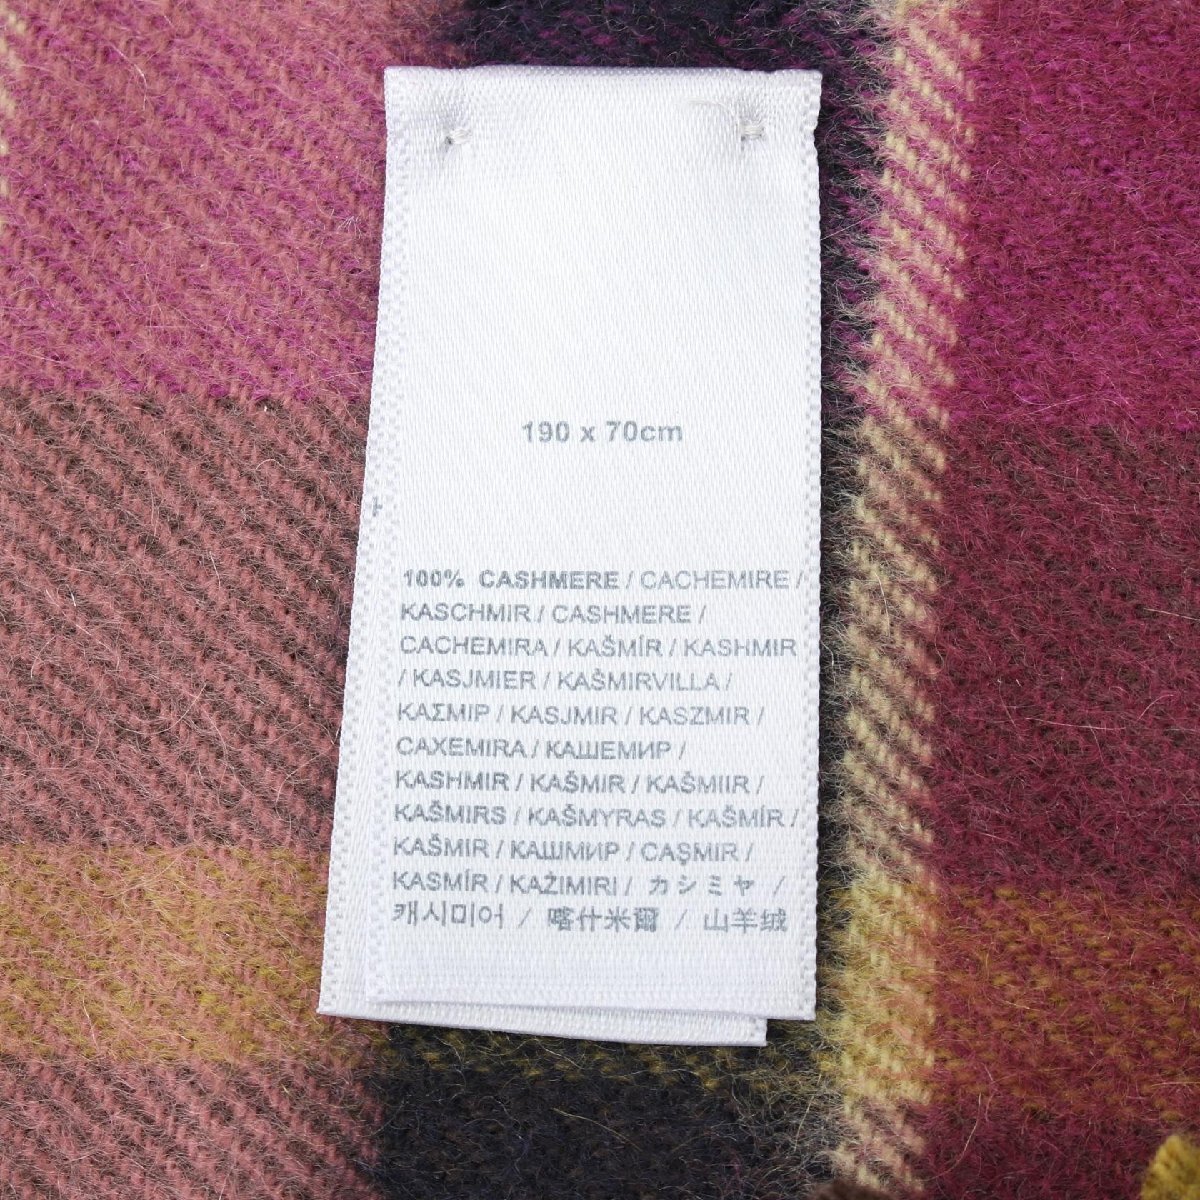 190 x 70cm
100% CASHMERE / CACHEMIRE /
KASCHMIR / CASHMERE /
CACHEMIRA / KAŠMÍR / KASHMIR
/ KASJMIER / KAŠMIRVILLA /
ΚΑΣΜΙΡ / KASJMIR / KASZMIR /
CAXEMIRA / КАШЕМИР /
KASHMIR / KAŠMIR / KAŠMIIR /
KAŠMIRS / KAŠMYRAS / KAŠMÍR /
KAŠMIR / КАШМИР / CAŞMIR /
KASMÍR / KAŻIMIRI / カシミヤ /
캐시미어 / 喀什米爾 / 山羊绒